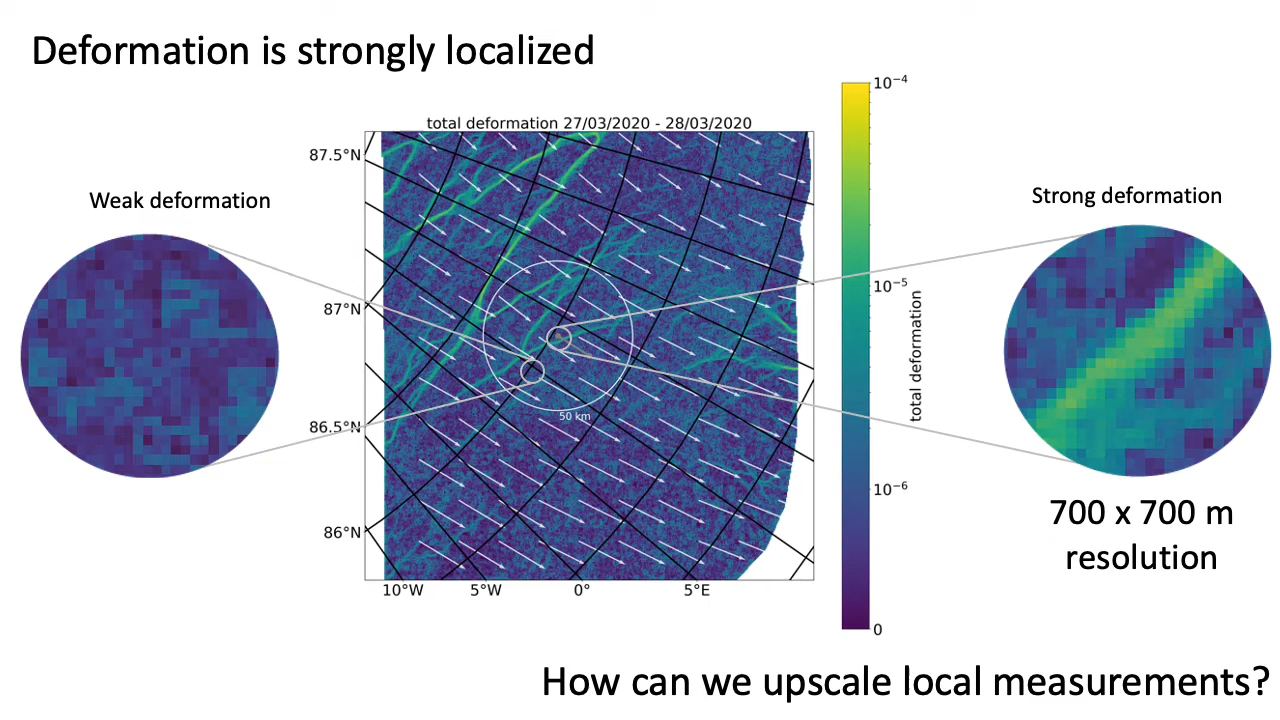 Deformation is strongly localized
total deformation 27/03/2020 - 28/03/2020
Weak deformation
Strong deformation
87.5°N
87°N
86.5°N
86°N
10°W 5°W 0° 5°E
50 km
10⁻⁴
10⁻⁵
10⁻⁶
0
total deformation
700 x 700 m
resolution
How can we upscale local measurements?